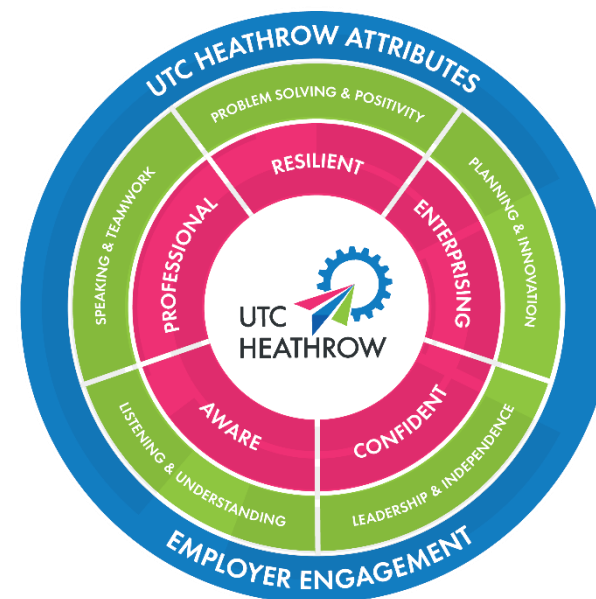 UTC HEATHROW ATTRIBUTES
PROBLEM SOLVING & POSITIVITY
PLANNING & INNOVATION
LEADERSHIP & INDEPENDENCE
LISTENING & UNDERSTANDING
SPEAKING & TEAMWORK
RESILIENT
ENTERPRISING
CONFIDENT
AWARE
PROFESSIONAL
UTC
HEATHROW
EMPLOYER ENGAGEMENT